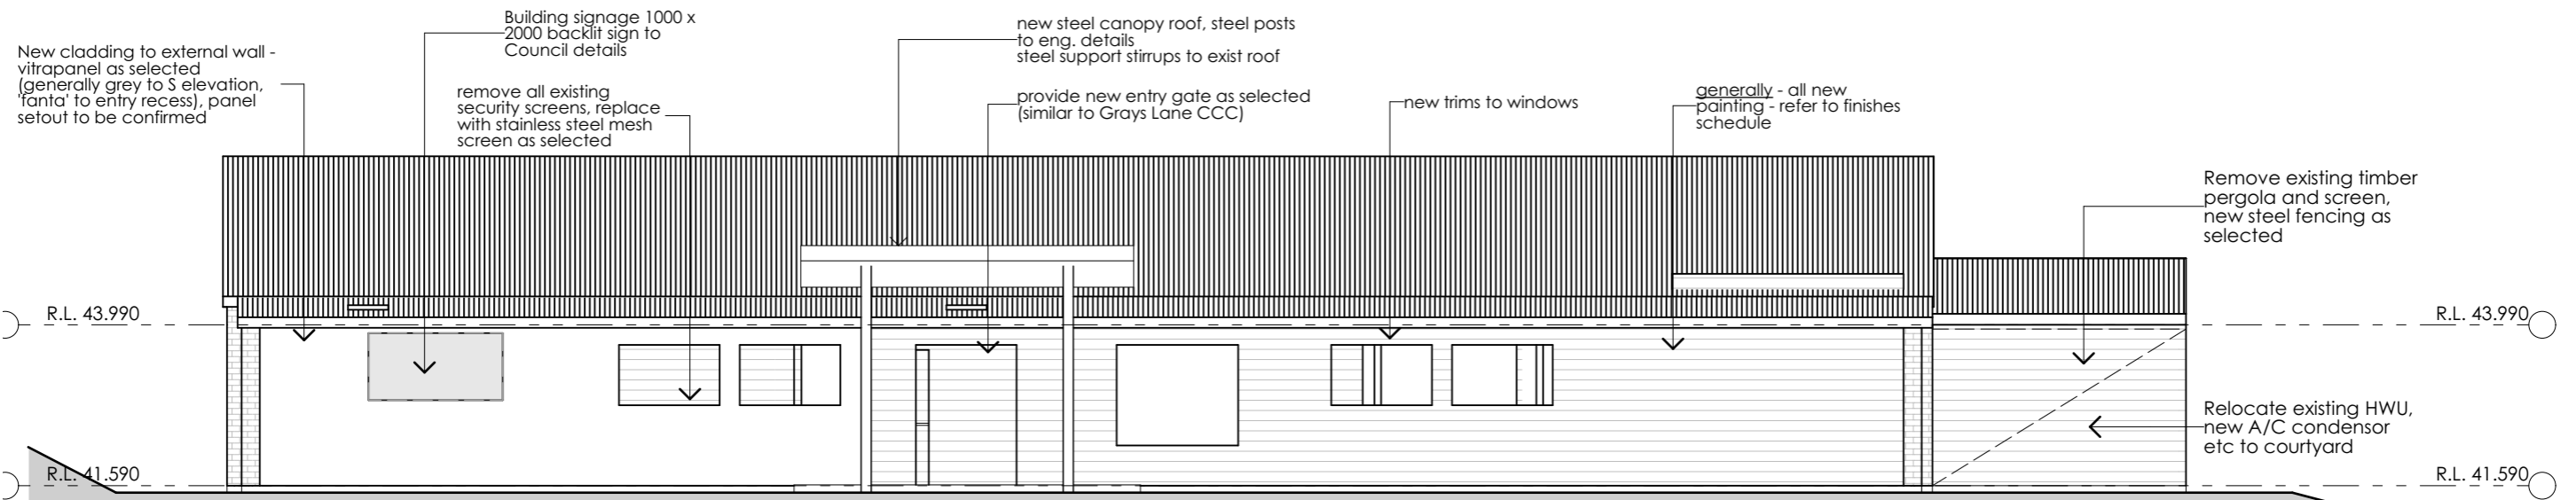 New cladding to external wall -
vitrapanel as selected
(generally grey to S elevation,
'fanta' to entry recess), panel
setout to be confirmed
Building signage 1000 x
2000 backlit sign to
Council details
remove all existing
security screens, replace
with stainless steel mesh
screen as selected
new steel canopy roof, steel posts
to eng. details
steel support stirrups to exist roof
provide new entry gate as selected
(similar to Grays Lane CCC)
new trims to windows
generally - all new
painting - refer to finishes
schedule
Remove existing timber
pergola and screen,
new steel fencing as
selected
R.L. 43.990
R.L. 43.990
Relocate existing HWU,
new A/C condensor
etc to courtyard
R.L. 41.590
R.L. 41.590